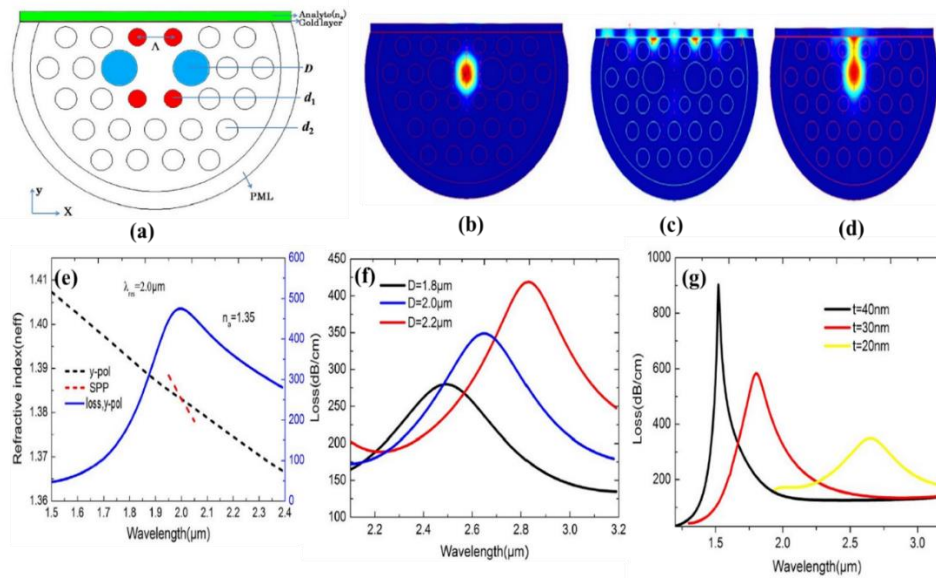 Analyte(nₐ)
Gold layer
Λ
D
d₁
d₂
PML
y
X
(a)
(b)
(c)
(d)
(e)
λrs=2.0μm
nₐ=1.35
y-pol
SPP
loss,y-pol
Refractive index(neff)
1.41
1.40
1.39
1.38
1.37
1.36
600
500
400
300
200
100
0
1.5 1.6 1.7 1.8 1.9 2.0 2.1 2.2 2.3 2.4
Wavelength(μm)
(f)
D=1.8μm
D=2.0μm
D=2.2μm
Loss(dB/cm)
450
400
350
300
250
200
150
100
2.2 2.4 2.6 2.8 3.0 3.2
Wavelength(μm)
(g)
t=40nm
t=30nm
t=20nm
Loss(dB/cm)
1000
800
600
400
200
1.5 2.0 2.5 3.0
Wavelength(μm)